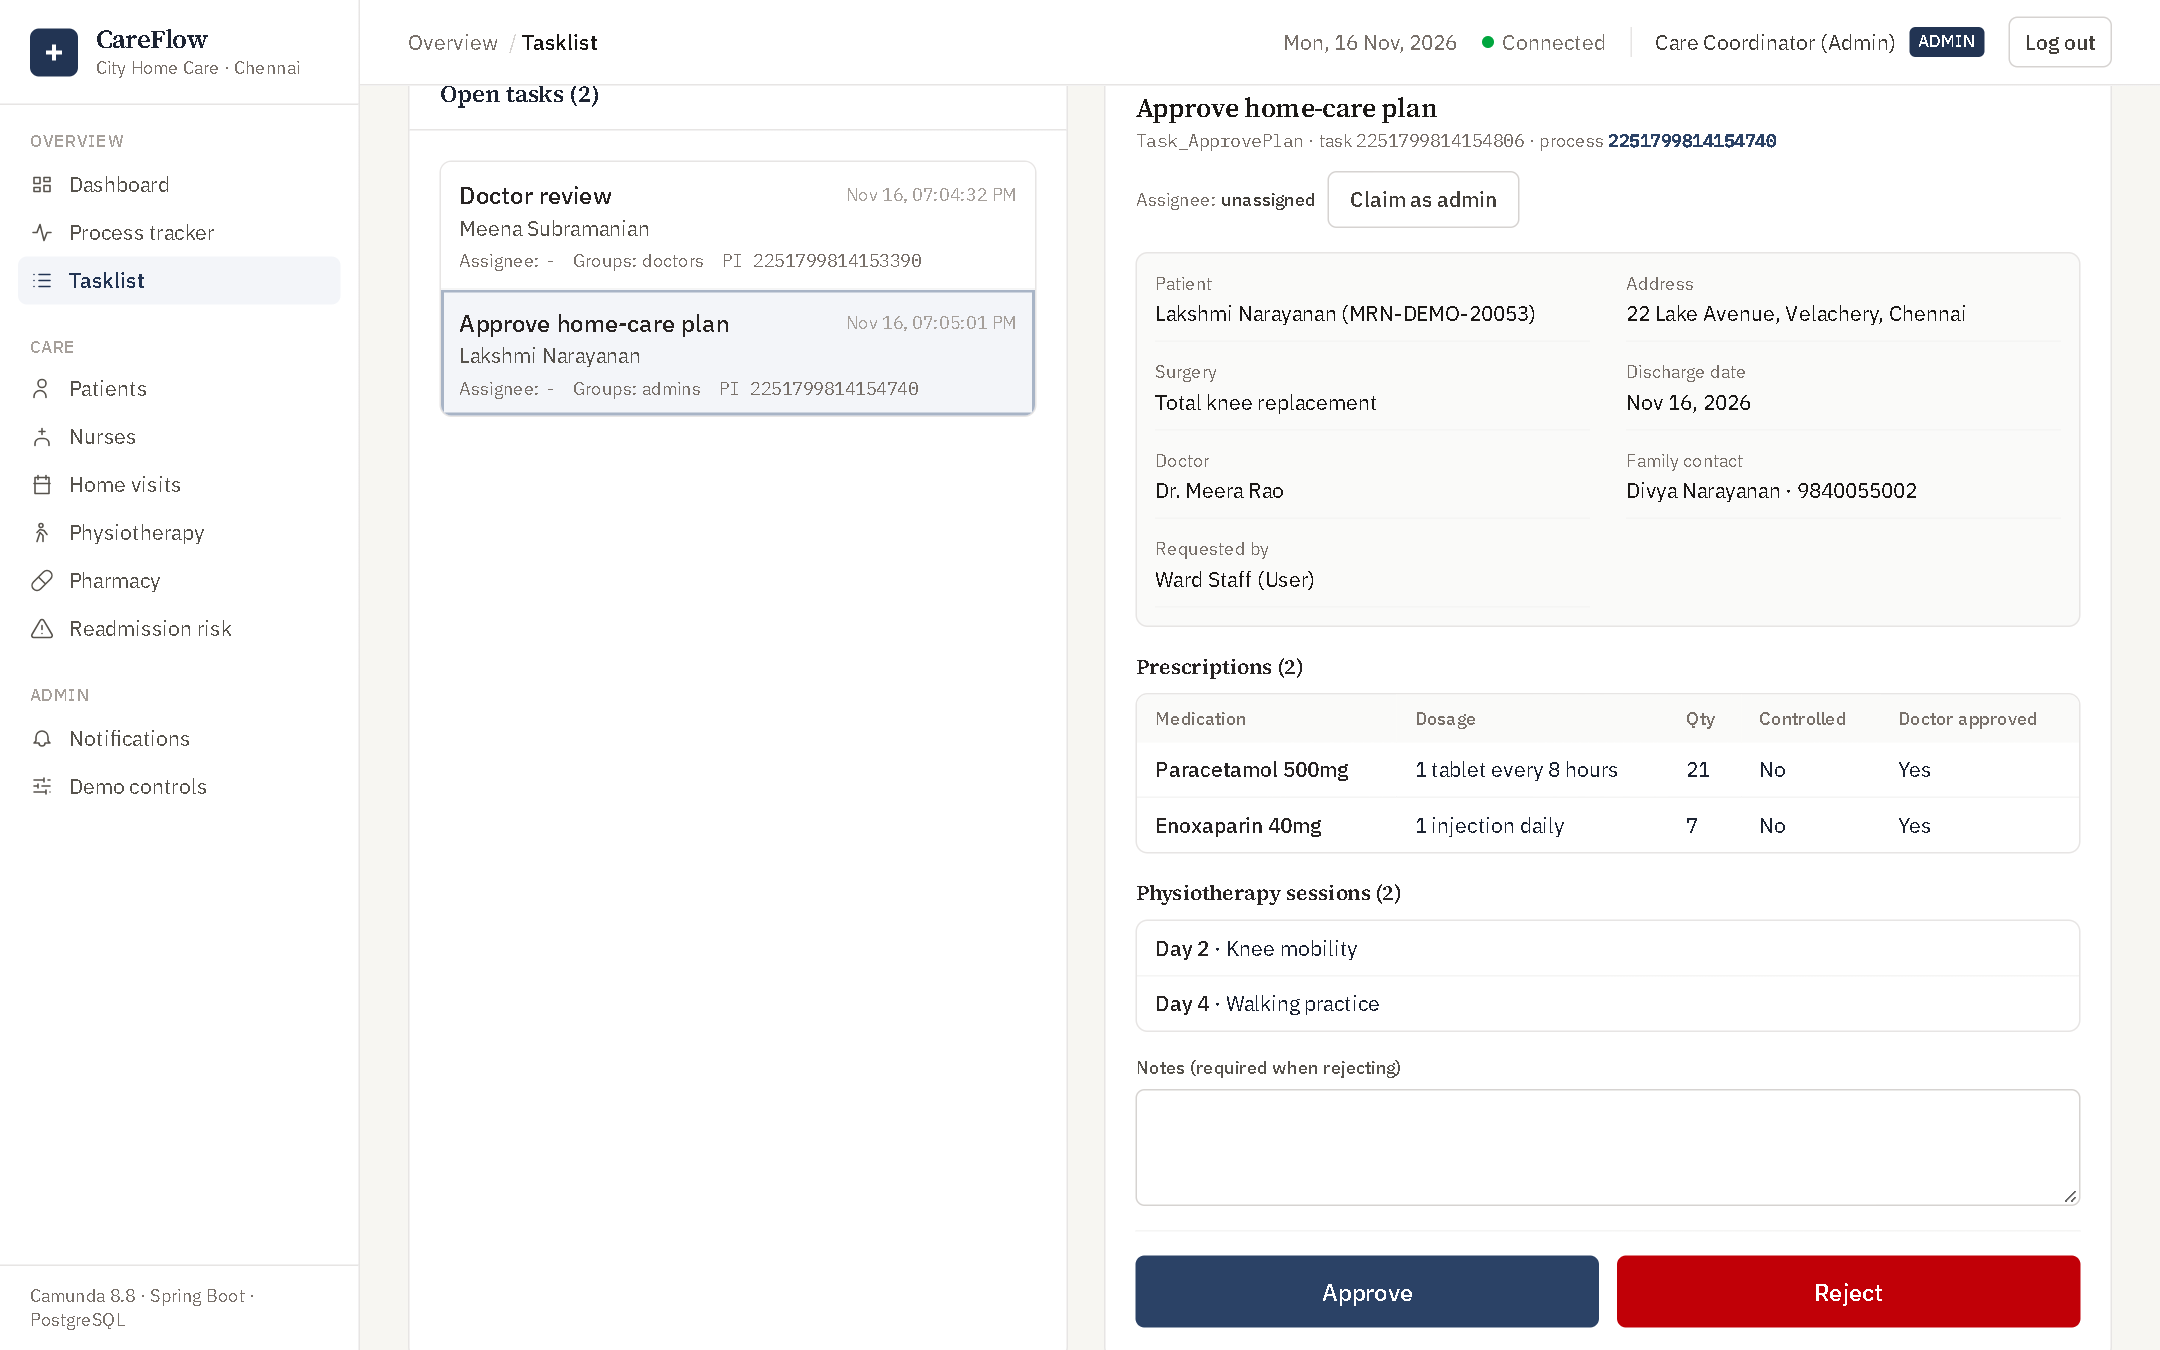 CareFlow
City Home Care · Chennai
OVERVIEW
Dashboard
Process tracker
Tasklist
CARE
Patients
Nurses
Home visits
Physiotherapy
Pharmacy
Readmission risk
ADMIN
Notifications
Demo controls
Camunda 8.8 · Spring Boot ·
PostgreSQL
Overview / Tasklist
Mon, 16 Nov, 2026 Connected Care Coordinator (Admin) ADMIN Log out
Open tasks (2)
Doctor review Nov 16, 07:04:32 PM
Meena Subramanian
Assignee: - Groups: doctors PI 2251799814153390
Approve home-care plan Nov 16, 07:05:01 PM
Lakshmi Narayanan
Assignee: - Groups: admins PI 2251799814154740
Approve home-care plan
Task_ApprovePlan · task 2251799814154806 · process 2251799814154740
Assignee: unassigned Claim as admin
Patient Address
Lakshmi Narayanan (MRN-DEMO-20053) 22 Lake Avenue, Velachery, Chennai
Surgery Discharge date
Total knee replacement Nov 16, 2026
Doctor Family contact
Dr. Meera Rao Divya Narayanan · 9840055002
Requested by
Ward Staff (User)
Prescriptions (2)
Medication Dosage Qty Controlled Doctor approved
Paracetamol 500mg 1 tablet every 8 hours 21 No Yes
Enoxaparin 40mg 1 injection daily 7 No Yes
Physiotherapy sessions (2)
Day 2 · Knee mobility
Day 4 · Walking practice
Notes (required when rejecting)
Approve Reject